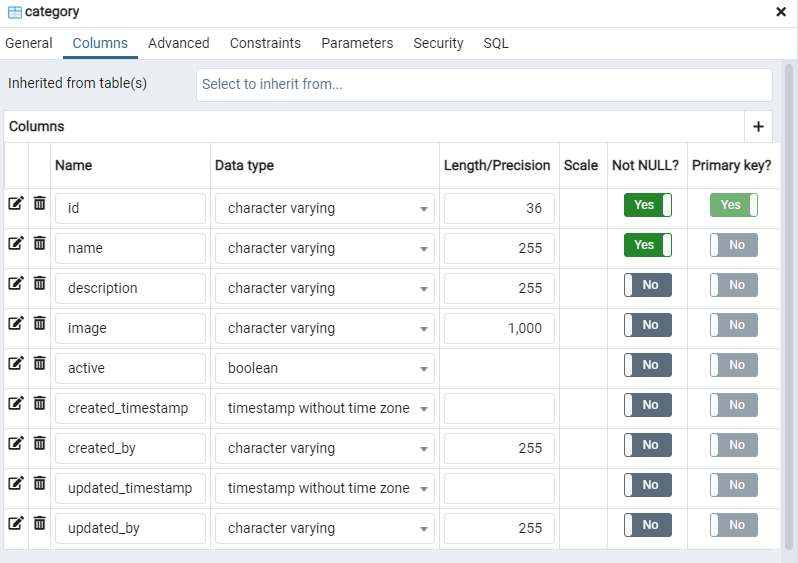 category
General Columns Advanced Constraints Parameters Security SQL
Inherited from table(s) Select to inherit from...
Columns
Name Data type Length/Precision Scale Not NULL? Primary key?
id character varying 36 Yes Yes
name character varying 255 Yes No
description character varying 255 No No
image character varying 1,000 No No
active boolean No No
created_timestamp timestamp without time zone No No
created_by character varying 255 No No
updated_timestamp timestamp without time zone No No
updated_by character varying 255 No No